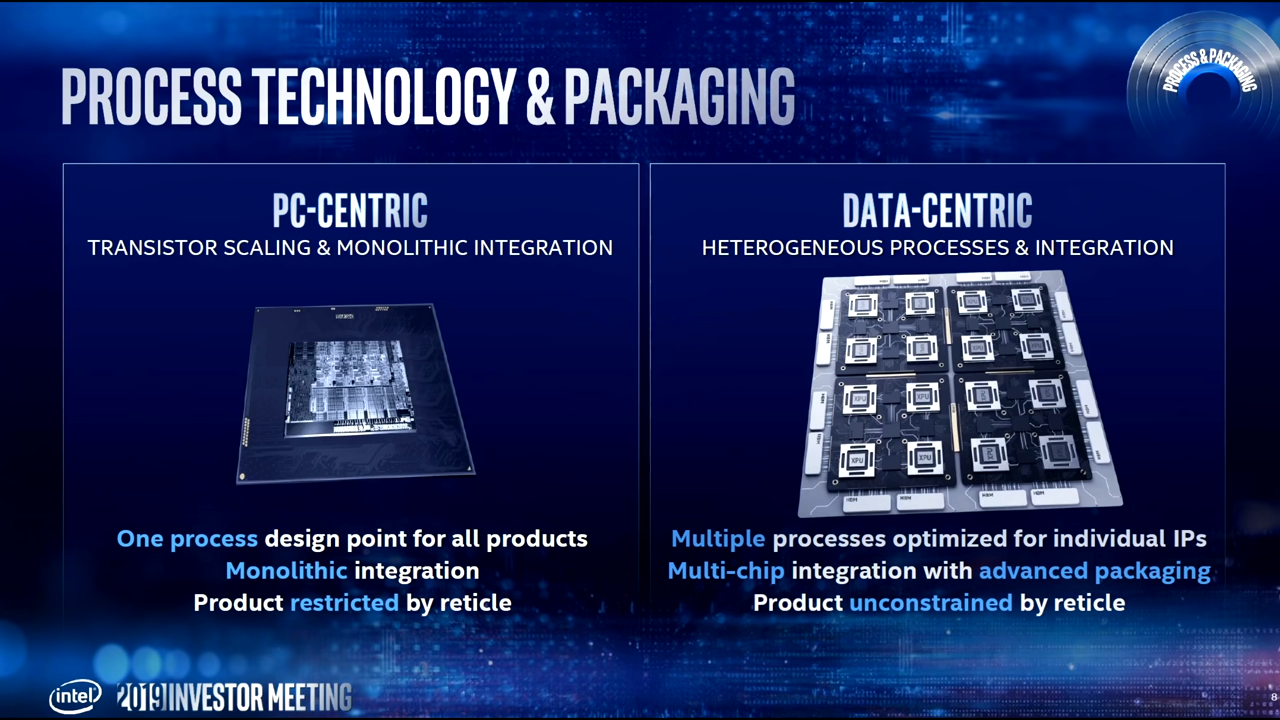 PROCESS TECHNOLOGY & PACKAGING
PROCESS & PACKAGING
PC-CENTRIC
TRANSISTOR SCALING & MONOLITHIC INTEGRATION
One process design point for all products
Monolithic integration
Product restricted by reticle
DATA-CENTRIC
HETEROGENEOUS PROCESSES & INTEGRATION
XPU XPU
XPU XPU
HBM HBM HBM HBM
Multiple processes optimized for individual IPs
Multi-chip integration with advanced packaging
Product unconstrained by reticle
intel 2019 INVESTOR MEETING
8